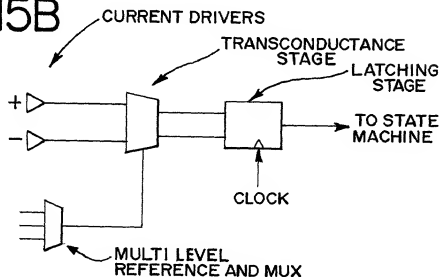 15B
CURRENT DRIVERS
TRANSCONDUCTANCE
STAGE
LATCHING
STAGE
+
−
TO STATE
MACHINE
CLOCK
MULTI LEVEL
REFERENCE AND MUX